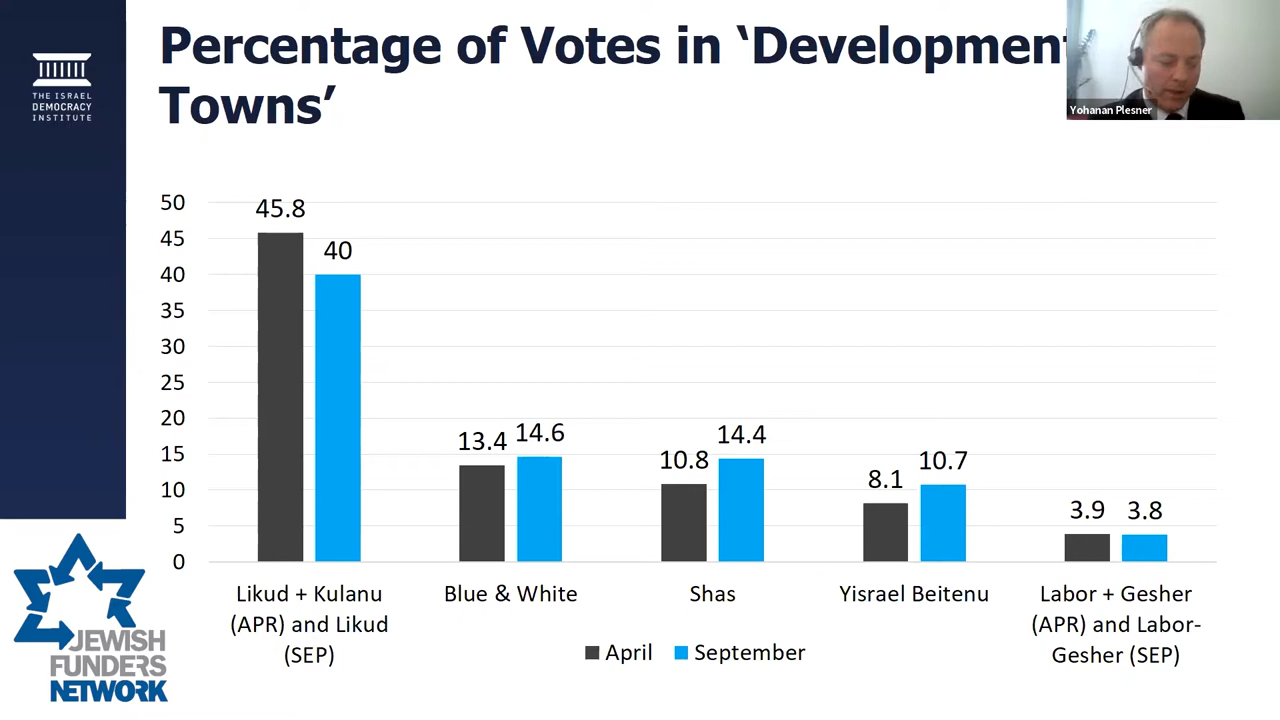 THE ISRAEL
DEMOCRACY
INSTITUTE
Percentage of Votes in ‘Development
Towns’
Yohanan Plesner
50
45
40
35
30
25
20
15
10
5
0
45.8
40
13.4
14.6
10.8
14.4
8.1
10.7
3.9
3.8
Likud + Kulanu
(APR) and Likud
(SEP)
Blue & White
Shas
Yisrael Beitenu
Labor + Gesher
(APR) and Labor-
Gesher (SEP)
April
September
JEWISH
FUNDERS
NETWORK